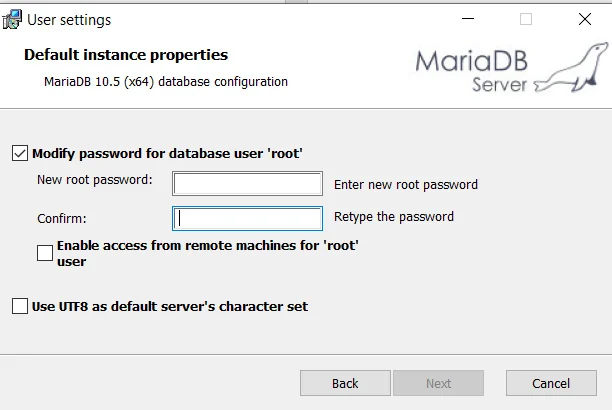 User settings
Default instance properties
MariaDB 10.5 (x64) database configuration
MariaDB
Server
Modify password for database user 'root'
New root password:
Enter new root password
Confirm:
Retype the password
Enable access from remote machines for 'root'
user
Use UTF8 as default server's character set
Back
Next
Cancel